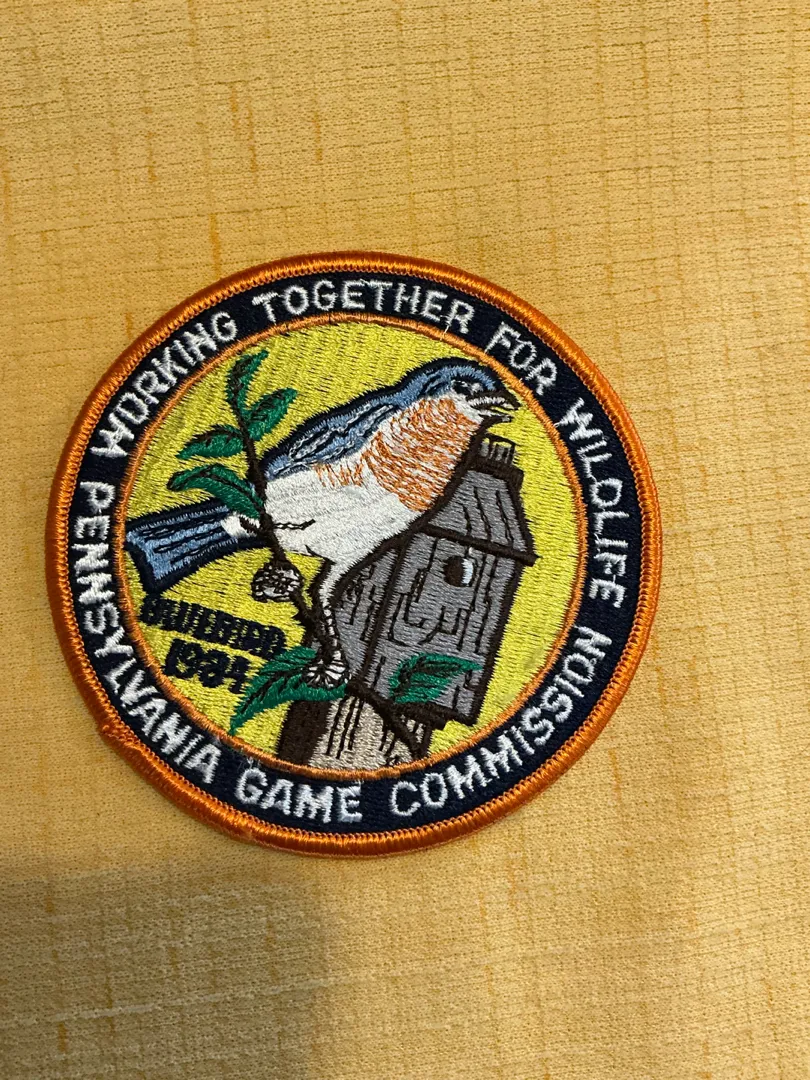 WORKING TOGETHER FOR WILDLIFE
BLUEBIRD
1984
PENNSYLVANIA GAME COMMISSION